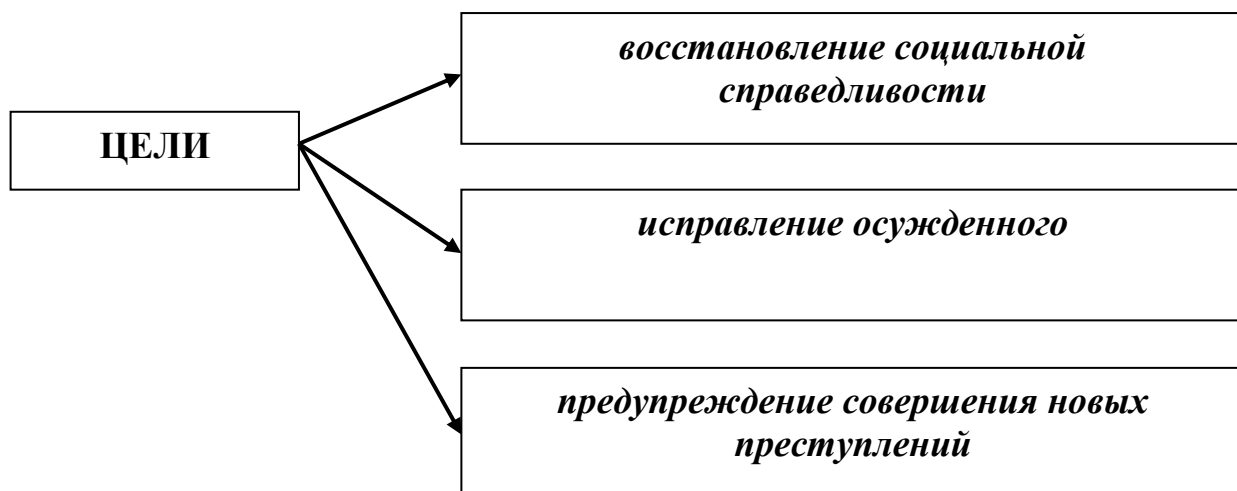 восстановление социальной
справедливости
ЦЕЛИ
исправление осужденного
предупреждение совершения новых
преступлений